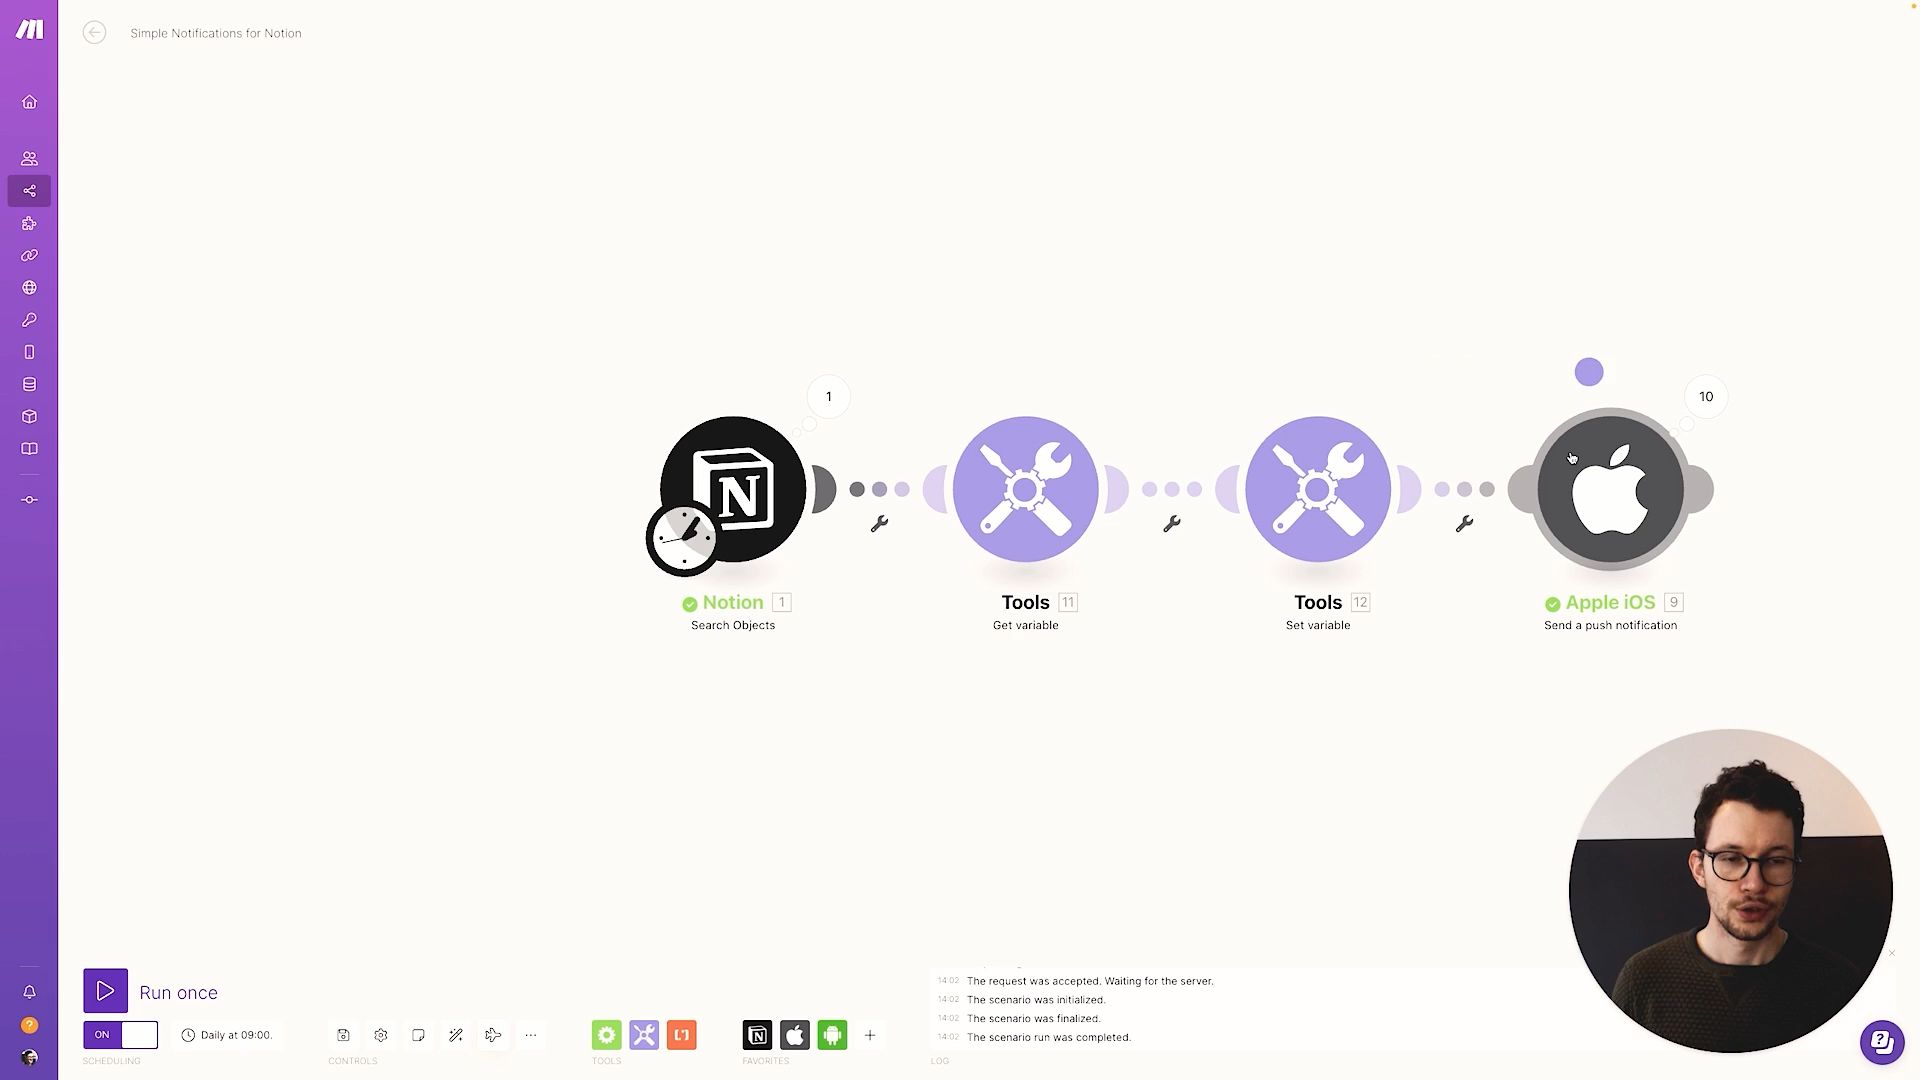 Simple Notifications for Notion
1
10
N
Notion 1
Search Objects
Tools 11
Get variable
Tools 12
Set variable
Apple iOS 9
Send a push notification
Run once
ON
Daily at 09:00.
SCHEDULING
CONTROLS
TOOLS
FAVORITES
14:02 The request was accepted. Waiting for the server.
14:02 The scenario was initialized.
14:02 The scenario was finalized.
14:02 The scenario run was completed.
LOG